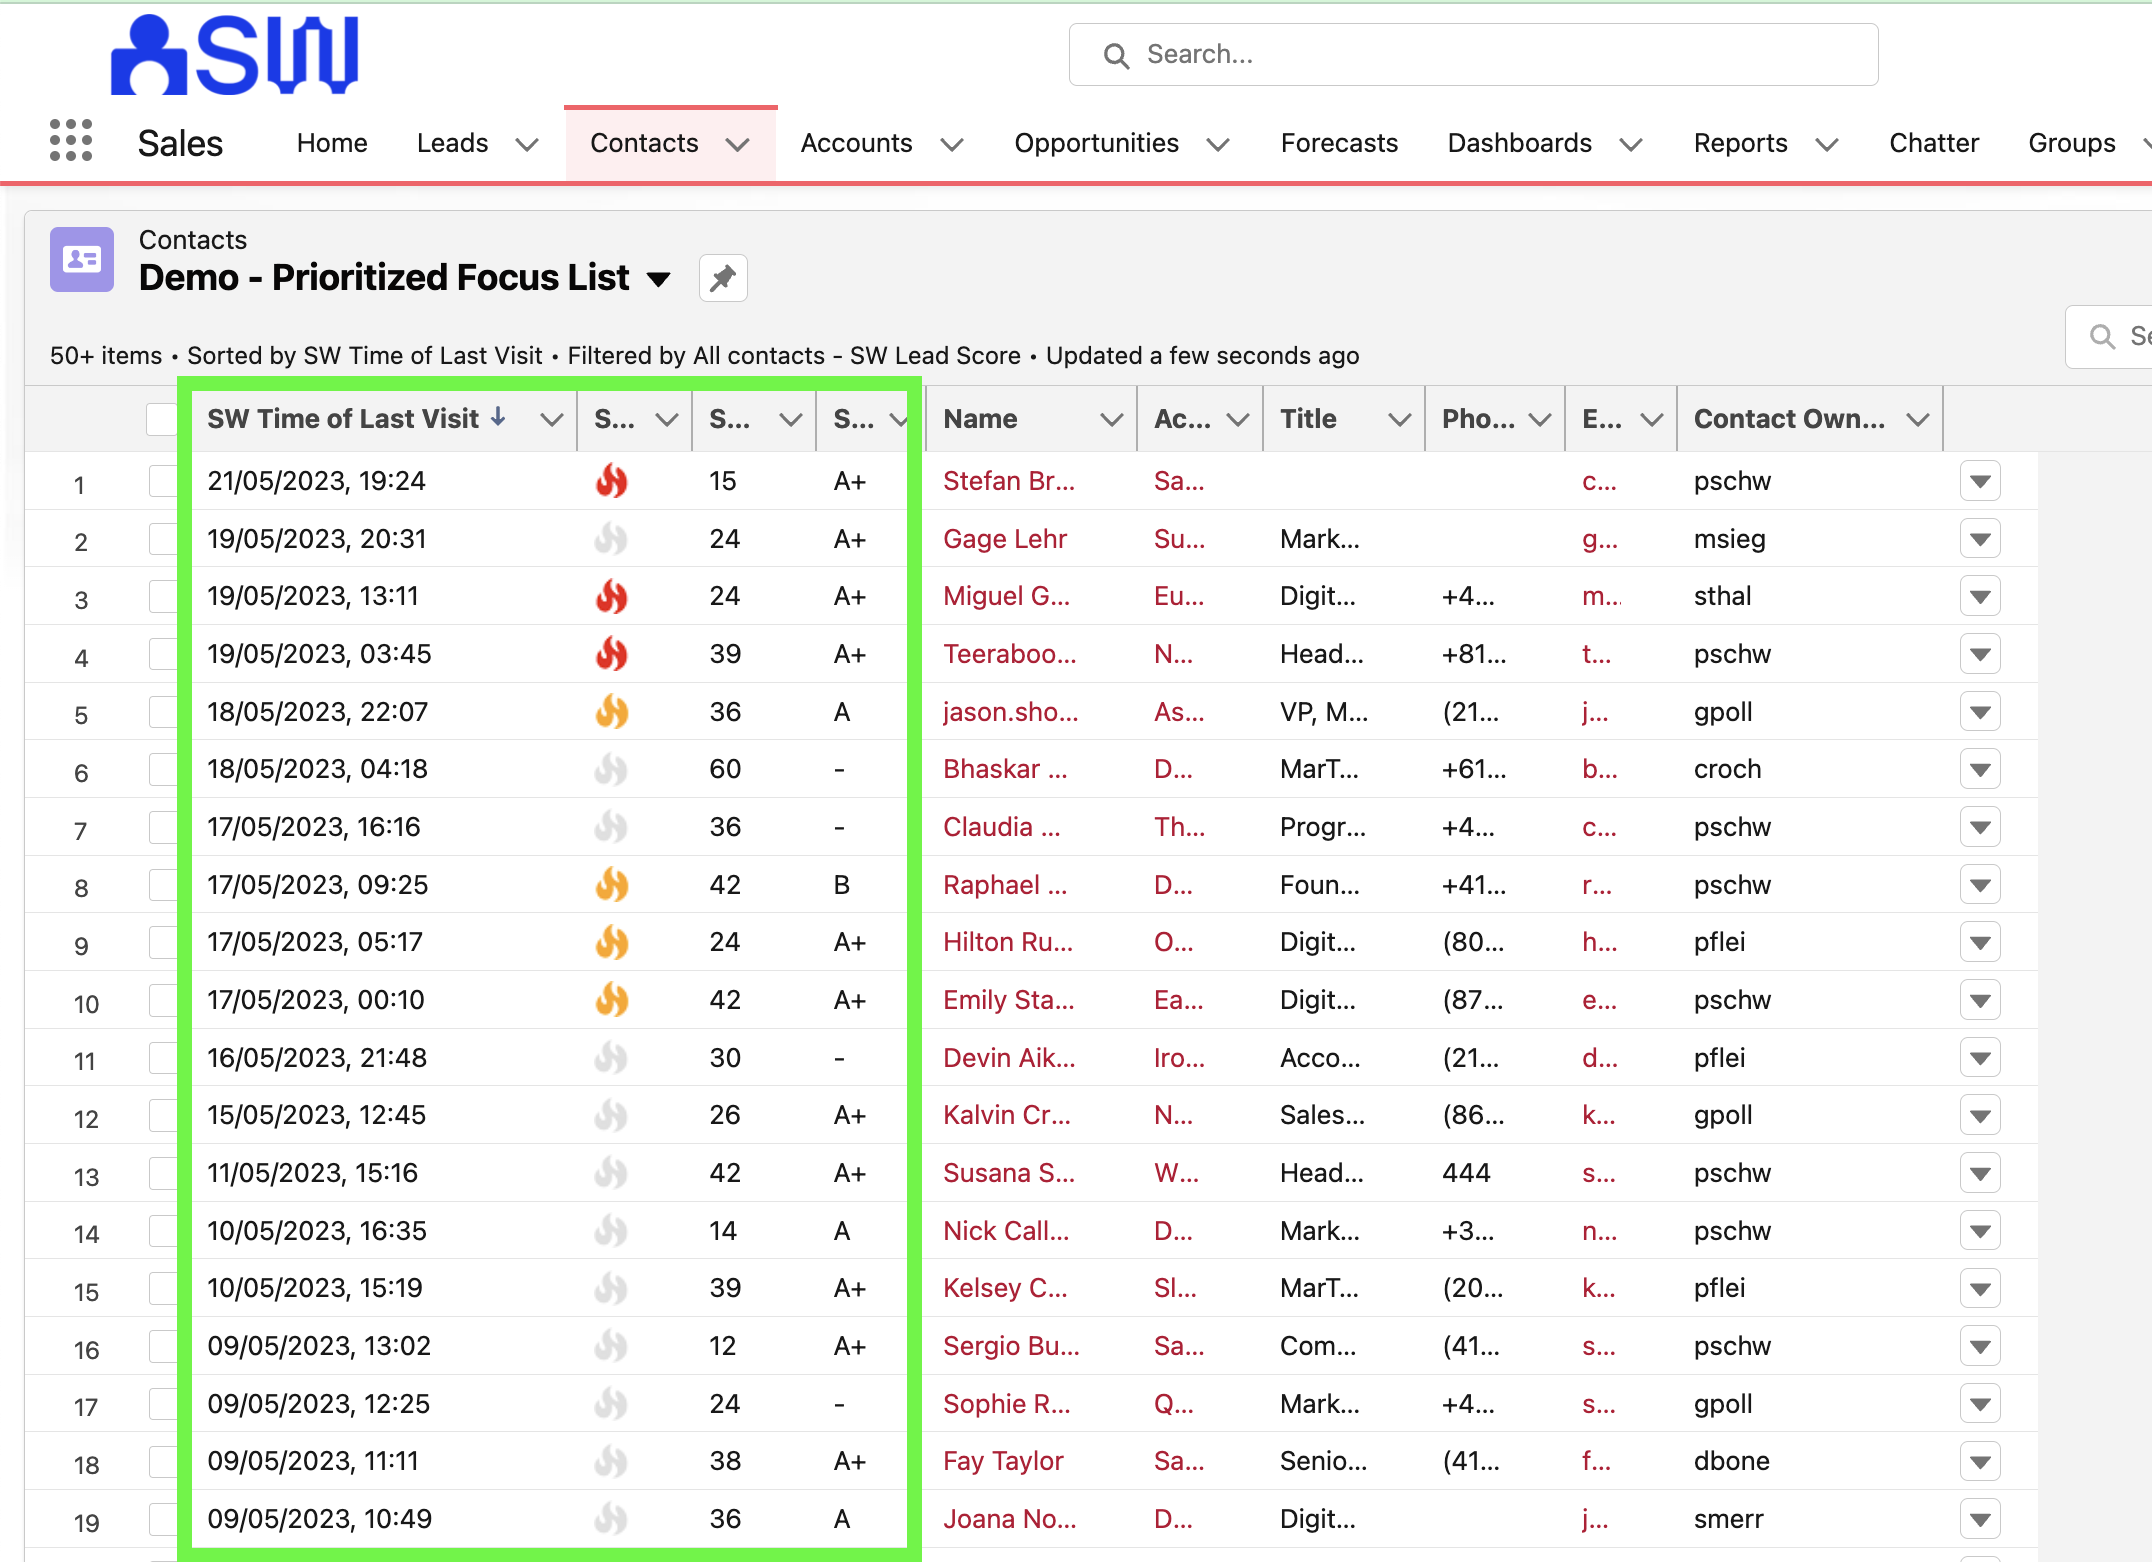 SW
Search...
Sales Home Leads Contacts Accounts Opportunities Forecasts Dashboards Reports Chatter Groups
Contacts
Demo - Prioritized Focus List
50+ items • Sorted by SW Time of Last Visit • Filtered by All contacts - SW Lead Score • Updated a few seconds ago
Se
SW Time of Last Visit ↓ S... S... S... Name Ac... Title Pho... E... Contact Own...
1 21/05/2023, 19:24 15 A+ Stefan Br... Sa... c... pschw
2 19/05/2023, 20:31 24 A+ Gage Lehr Su... Mark... g... msieg
3 19/05/2023, 13:11 24 A+ Miguel G... Eu... Digit... +4... m... sthal
4 19/05/2023, 03:45 39 A+ Teeraboo... N... Head... +81... t... pschw
5 18/05/2023, 22:07 36 A jason.sho... As... VP, M... (21... j... gpoll
6 18/05/2023, 04:18 60 - Bhaskar ... D... MarT... +61... b... croch
7 17/05/2023, 16:16 36 - Claudia ... Th... Progr... +4... c... pschw
8 17/05/2023, 09:25 42 B Raphael ... D... Foun... +41... r... pschw
9 17/05/2023, 05:17 24 A+ Hilton Ru... O... Digit... (80... h... pflei
10 17/05/2023, 00:10 42 A+ Emily Sta... Ea... Digit... (87... e... pschw
11 16/05/2023, 21:48 30 - Devin Aik... Iro... Acco... (21... d... pflei
12 15/05/2023, 12:45 26 A+ Kalvin Cr... N... Sales... (86... k... gpoll
13 11/05/2023, 15:16 42 A+ Susana S... W... Head... 444 s... pschw
14 10/05/2023, 16:35 14 A Nick Call... D... Mark... +3... n... pschw
15 10/05/2023, 15:19 39 A+ Kelsey C... Sl... MarT... (20... k... pflei
16 09/05/2023, 13:02 12 A+ Sergio Bu... Sa... Com... (41... s... pschw
17 09/05/2023, 12:25 24 - Sophie R... Q... Mark... +4... s... gpoll
18 09/05/2023, 11:11 38 A+ Fay Taylor Sa... Senio... (41... f... dbone
19 09/05/2023, 10:49 36 A Joana No... D... Digit... j... smerr